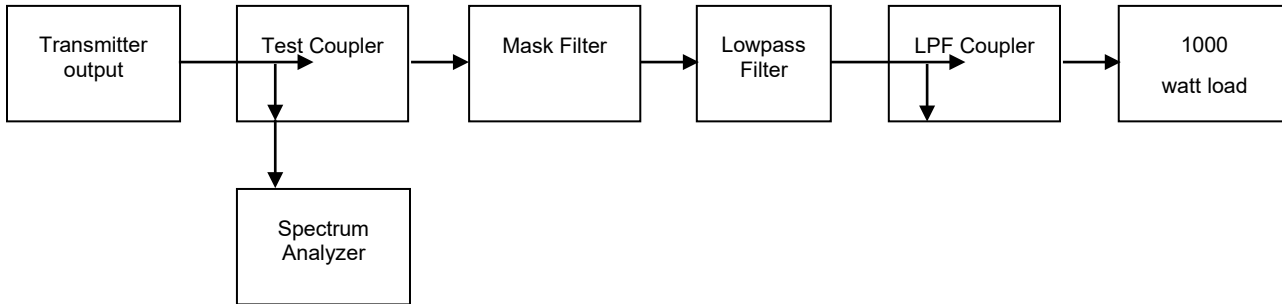 Transmitter
output
Test Coupler
Mask Filter
Lowpass
Filter
LPF Coupler
1000
watt load
Spectrum
Analyzer